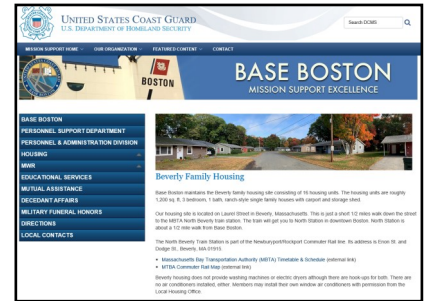 UNITED STATES COAST GUARD
U.S. DEPARTMENT OF HOMELAND SECURITY
Search DCMS
MISSION SUPPORT HOME
OUR ORGANIZATION
FEATURED CONTENT
CONTACT
BOSTON
BASE BOSTON
MISSION SUPPORT EXCELLENCE
BASE BOSTON
PERSONNEL SUPPORT DEPARTMENT
PERSONNEL & ADMINISTRATION DIVISION
HOUSING
MWR
EDUCATIONAL SERVICES
MUTUAL ASSISTANCE
DECEDANT AFFAIRS
MILITARY FUNERAL HONORS
DIRECTIONS
LOCAL CONTACTS
Beverly Family Housing
Base Boston maintains the Beverly family housing site consisting of 16 housing units. The housing units are roughly
1,200 sq. ft. 3 bedroom, 1 bath, ranch-style single family houses with carport and storage shed.
Our housing site is located on Laurel Street in Beverly, Massachusetts. This is just a short 1/2 miles walk down the street
to the MBTA North Beverly train station. The train will get you to North Station in downtown Boston. North Station is
about a 1/2 mile walk from Base Boston.
The North Beverly Train Station is part of the Newburyport/Rockport Commuter Rail line. Its address is Enon St. and
Dodge St., Beverly, MA 01915.
• Massachusetts Bay Transportation Authority (MBTA) Timetable & Schedule (external link)
• MTBA Commuter Rail Map (external link)
Beverly housing does not provide washing machines or electric dryers although there are hook-ups for both. There are
no air conditioners installed, either. Members may install their own window air conditioners with permission from the
Local Housing Office.